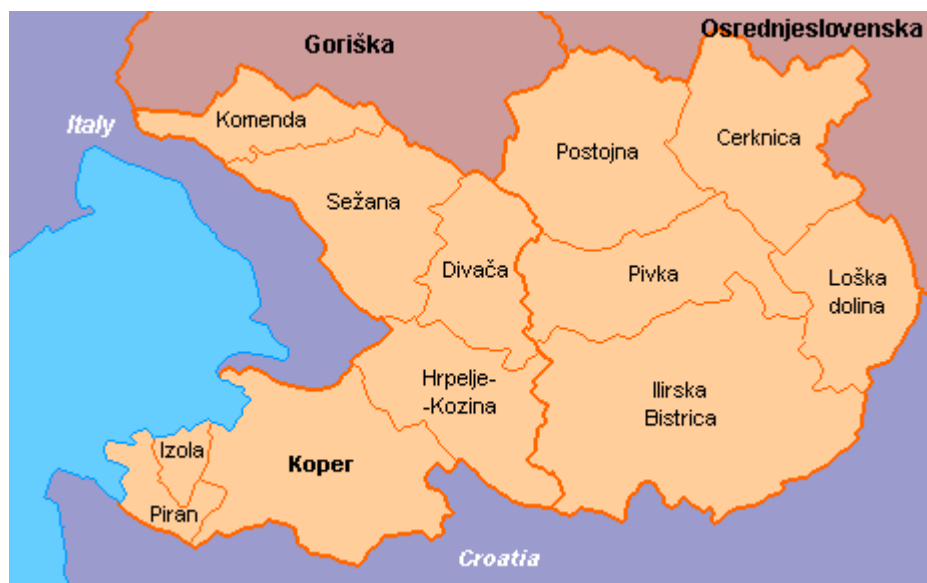 Goriška
Osrednjeslovenska
Italy
Komenda
Postojna
Cerknica
Sežana
Divača
Pivka
Loška
dolina
Hrpelje-
-Kozina
Ilirska
Bistrica
Izola
Koper
Piran
Croatia